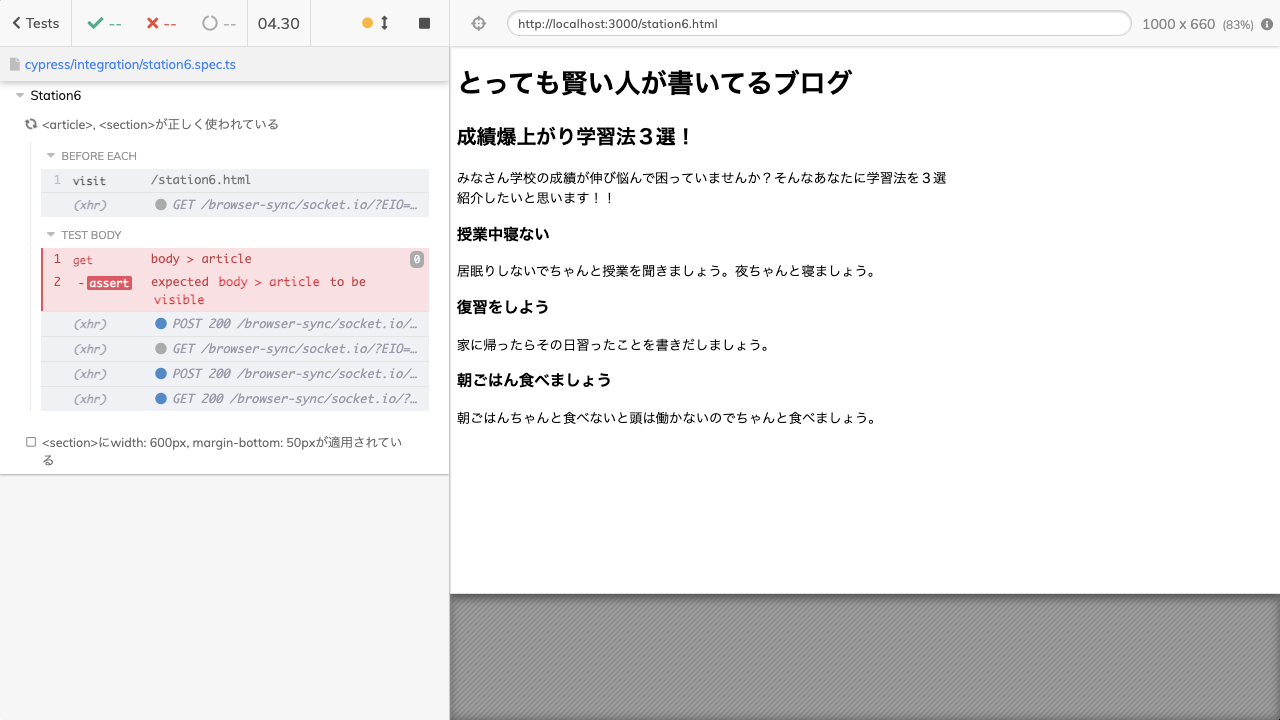 Tests
--
--
--
04.30
http://localhost:3000/station6.html
1000 x 660 (83%)
cypress/integration/station6.spec.ts
Station6
<article>, <section>が正しく使われている
BEFORE EACH
1 visit /station6.html
(xhr) GET /browser-sync/socket.io/?EIO=…
TEST BODY
1 get body > article 0
2 -assert expected body > article to be
visible
(xhr) POST 200 /browser-sync/socket.io/…
(xhr) GET /browser-sync/socket.io/?EIO=…
(xhr) POST 200 /browser-sync/socket.io/…
(xhr) GET 200 /browser-sync/socket.io/?…
<section>にwidth: 600px, margin-bottom: 50pxが適用されてい
る
とっても賢い人が書いてるブログ
成績爆上がり学習法３選！
みなさん学校の成績が伸び悩んで困っていませんか？そんなあなたに学習法を３選
紹介したいと思います！！
授業中寝ない
居眠りしないでちゃんと授業を聞きましょう。夜ちゃんと寝ましょう。
復習をしよう
家に帰ったらその日習ったことを書きだしましょう。
朝ごはん食べましょう
朝ごはんちゃんと食べないと頭は働かないのでちゃんと食べましょう。